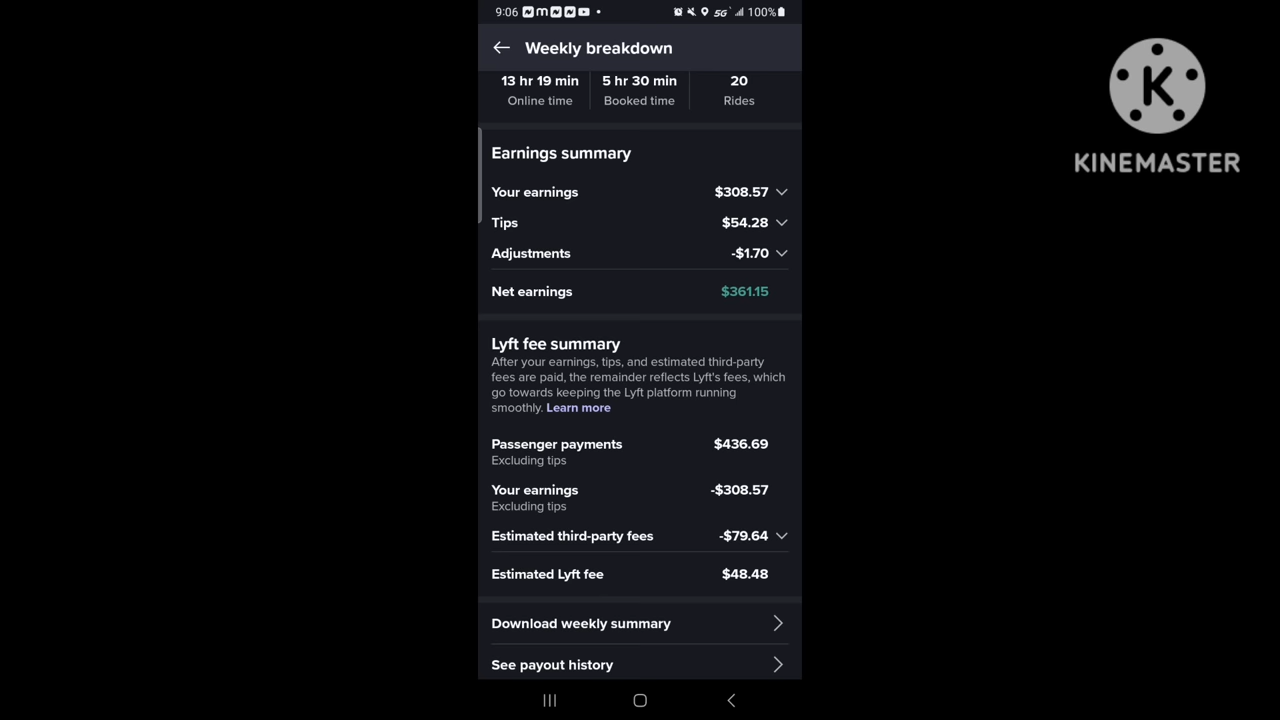 9:06
5G
100%
Weekly breakdown
13 hr 19 min
5 hr 30 min
20
Online time
Booked time
Rides
Earnings summary
Your earnings
$308.57
Tips
$54.28
Adjustments
-$1.70
Net earnings
$361.15
Lyft fee summary
After your earnings, tips, and estimated third-party
fees are paid, the remainder reflects Lyft's fees, which
go towards keeping the Lyft platform running
smoothly. Learn more
Passenger payments
$436.69
Excluding tips
Your earnings
-$308.57
Excluding tips
Estimated third-party fees
-$79.64
Estimated Lyft fee
$48.48
Download weekly summary
See payout history
K
KINEMASTER